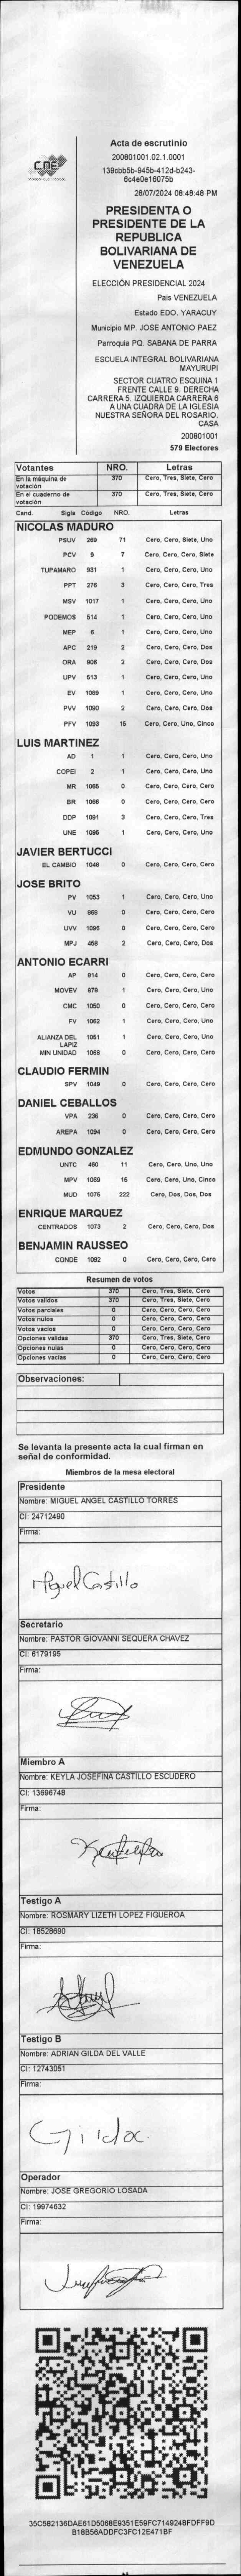 CNE
Acta de escrutinio
200801001.02.1.0001
139cbb5b-945b-412d-b243-
6c4e0e16075b
28/07/2024 08:48:48 PM
PRESIDENTA O
PRESIDENTE DE LA
REPUBLICA
BOLIVARIANA DE
VENEZUELA
ELECCIÓN PRESIDENCIAL 2024
Pais VENEZUELA
Estado EDO. YARACUY
Municipio MP. JOSE ANTONIO PAEZ
Parroquia PQ. SABANA DE PARRA
ESCUELA INTEGRAL BOLIVARIANA
MAYURUPI
SECTOR CUATRO ESQUINA 1
FRENTE CALLE 9. DERECHA
CARRERA 5. IZQUIERDA CARRERA 6
A UNA CUADRA DE LA IGLESIA
NUESTRA SEÑORA DEL ROSARIO.
CASA
200801001
579 Electores
Votantes NRO. Letras
En la máquina de votación 370 Cero, Tres, Siete, Cero
En el cuaderno de votación 370 Cero, Tres, Siete, Cero
Cand. Sigla Código NRO. Letras
NICOLAS MADURO
PSUV 269 71 Cero, Cero, Siete, Uno
PCV 9 7 Cero, Cero, Cero, Siete
TUPAMARO 931 1 Cero, Cero, Cero, Uno
PPT 276 3 Cero, Cero, Cero, Tres
MSV 1017 1 Cero, Cero, Cero, Uno
PODEMOS 514 1 Cero, Cero, Cero, Uno
MEP 6 1 Cero, Cero, Cero, Uno
APC 219 2 Cero, Cero, Cero, Dos
ORA 906 2 Cero, Cero, Cero, Dos
UPV 513 1 Cero, Cero, Cero, Uno
EV 1089 1 Cero, Cero, Cero, Uno
PVV 1090 2 Cero, Cero, Cero, Dos
PFV 1093 15 Cero, Cero, Uno, Cinco
LUIS MARTINEZ
AD 1 1 Cero, Cero, Cero, Uno
COPEI 2 1 Cero, Cero, Cero, Uno
MR 1065 0 Cero, Cero, Cero, Cero
BR 1066 0 Cero, Cero, Cero, Cero
DDP 1091 3 Cero, Cero, Cero, Tres
UNE 1095 1 Cero, Cero, Cero, Uno
JAVIER BERTUCCI
EL CAMBIO 1048 0 Cero, Cero, Cero, Cero
JOSE BRITO
PV 1053 1 Cero, Cero, Cero, Uno
VU 868 0 Cero, Cero, Cero, Cero
UVV 1096 0 Cero, Cero, Cero, Cero
MPJ 458 2 Cero, Cero, Cero, Dos
ANTONIO ECARRI
AP 814 0 Cero, Cero, Cero, Cero
MOVEV 878 1 Cero, Cero, Cero, Uno
CMC 1050 0 Cero, Cero, Cero, Cero
FV 1062 1 Cero, Cero, Cero, Uno
ALIANZA DEL LAPIZ 1051 1 Cero, Cero, Cero, Uno
MIN UNIDAD 1068 0 Cero, Cero, Cero, Cero
CLAUDIO FERMIN
SPV 1049 0 Cero, Cero, Cero, Cero
DANIEL CEBALLOS
VPA 236 0 Cero, Cero, Cero, Cero
AREPA 1094 0 Cero, Cero, Cero, Cero
EDMUNDO GONZALEZ
UNTC 460 11 Cero, Cero, Uno, Uno
MPV 1069 15 Cero, Cero, Uno, Cinco
MUD 1075 222 Cero, Dos, Dos, Dos
ENRIQUE MARQUEZ
CENTRADOS 1073 2 Cero, Cero, Cero, Dos
BENJAMIN RAUSSEO
CONDE 1092 0 Cero, Cero, Cero, Cero
Resumen de votos
Votos 370 Cero, Tres, Siete, Cero
Votos validos 370 Cero, Tres, Siete, Cero
Votos parciales 0 Cero, Cero, Cero, Cero
Votos nulos 0 Cero, Cero, Cero, Cero
Votos vacios 0 Cero, Cero, Cero, Cero
Opciones validas 370 Cero, Tres, Siete, Cero
Opciones nulas 0 Cero, Cero, Cero, Cero
Opciones vacias 0 Cero, Cero, Cero, Cero
Observaciones:
Se levanta la presente acta la cual firman en
señal de conformidad.
Miembros de la mesa electoral
Presidente
Nombre: MIGUEL ANGEL CASTILLO TORRES
CI: 24712490
Firma:
Miguel Castillo
Secretario
Nombre: PASTOR GIOVANNI SEQUERA CHAVEZ
CI: 6179195
Firma:
Miembro A
Nombre: KEYLA JOSEFINA CASTILLO ESCUDERO
CI: 13696748
Firma:
Testigo A
Nombre: ROSMARY LIZETH LOPEZ FIGUEROA
CI: 18528690
Firma:
Testigo B
Nombre: ADRIAN GILDA DEL VALLE
CI: 12743051
Firma:
Gilda
Operador
Nombre: JOSE GREGORIO LOSADA
CI: 19974632
Firma:
35C582136DAE61D5068E9351E59FC714924BFDFF9D
B18B56ADDFC3FC12E471BF